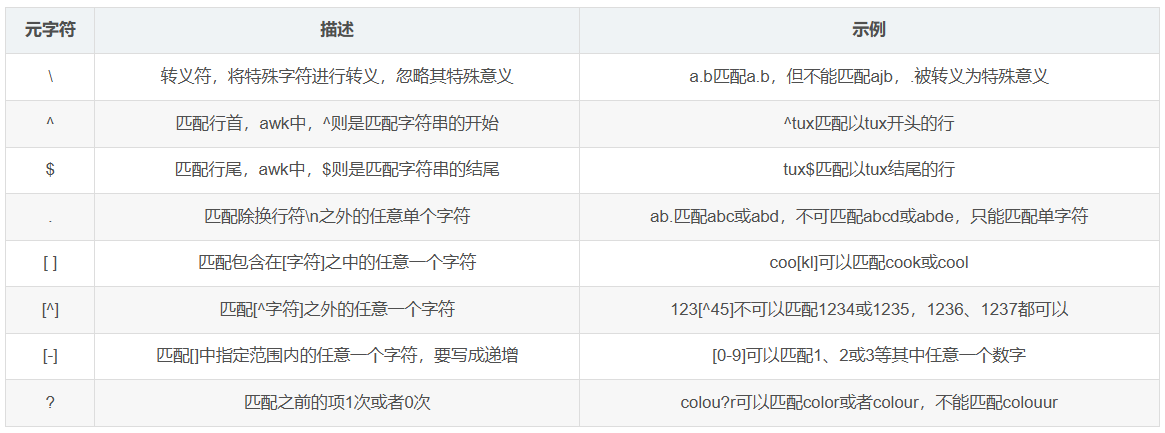 元字符 描述 示例
\ 转义符，将特殊字符进行转义，忽略其特殊意义 a.b匹配a.b，但不能匹配ajb，.被转义为特殊意义
^ 匹配行首，awk中，^则是匹配字符串的开始 ^tux匹配以tux开头的行
$ 匹配行尾，awk中，$则是匹配字符串的结尾 tux$匹配以tux结尾的行
. 匹配除换行符\n之外的任意单个字符 ab.匹配abc或abd，不可匹配abcd或abde，只能匹配单字符
[ ] 匹配包含在[字符]之中的任意一个字符 coo[kl]可以匹配cook或cool
[^] 匹配[^字符]之外的任意一个字符 123[^45]不可以匹配1234或1235，1236、1237都可以
[-] 匹配[]中指定范围内的任意一个字符，要写成递增 [0-9]可以匹配1、2或3等其中任意一个数字
? 匹配之前的项1次或者0次 colou?r可以匹配color或者colour，不能匹配colouur